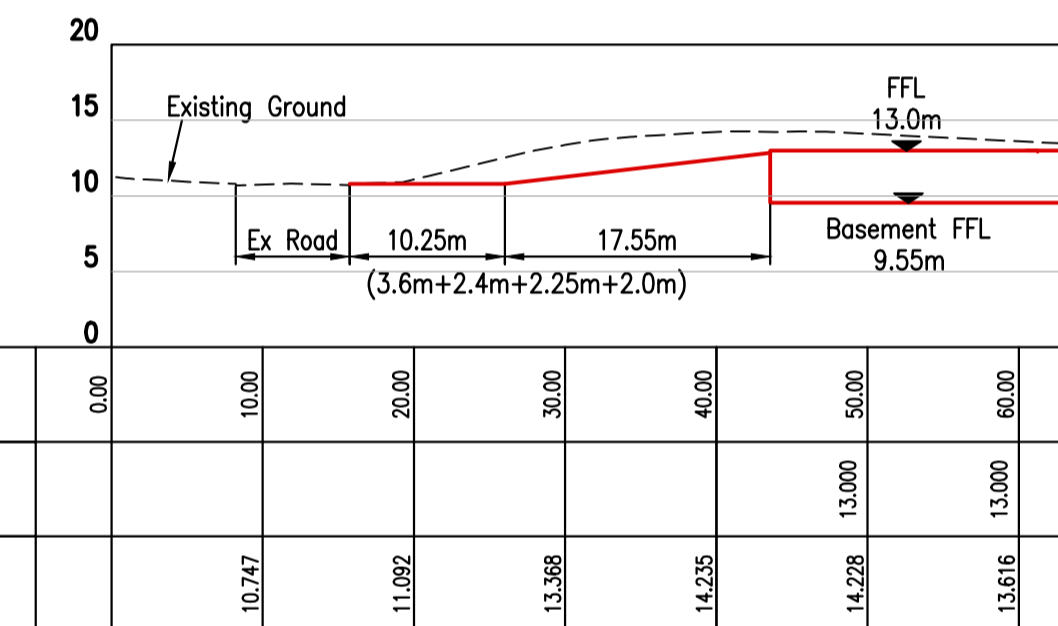 20
15
10
5
0
Existing Ground
FFL
13.0m
Ex Road
10.25m
17.55m
(3.6m+2.4m+2.25m+2.0m)
Basement FFL
9.55m
0.00 10.00 20.00 30.00 40.00 50.00 60.00
13.000 13.000
10.747 11.092 13.368 14.235 14.228 13.616